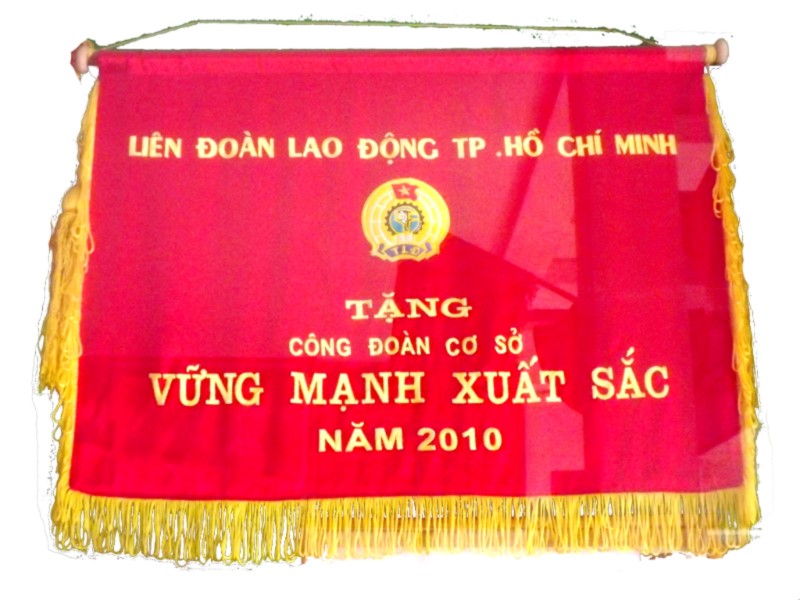 LIÊN ĐOÀN LAO ĐỘNG TP .HỒ CHÍ MINH
TLĐ
TẶNG
CÔNG ĐOÀN CƠ SỞ
VỮNG MẠNH XUẤT SẮC
NĂM 2010